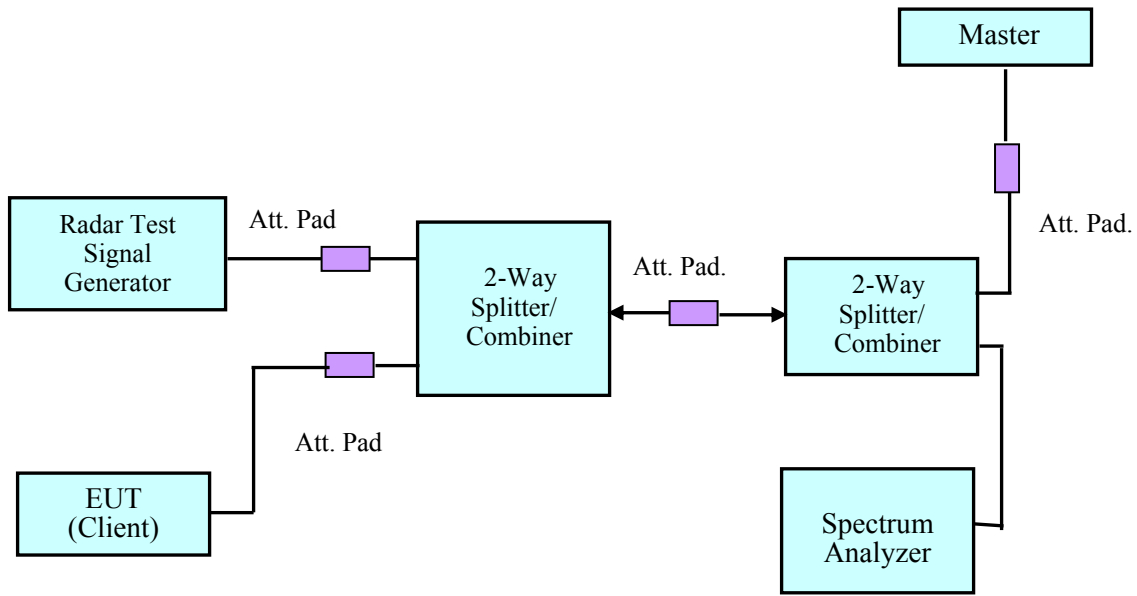 Master
Att. Pad.
Radar Test
Signal
Generator
Att. Pad
2-Way
Splitter/
Combiner
Att. Pad.
2-Way
Splitter/
Combiner
Att. Pad
EUT
(Client)
Spectrum
Analyzer